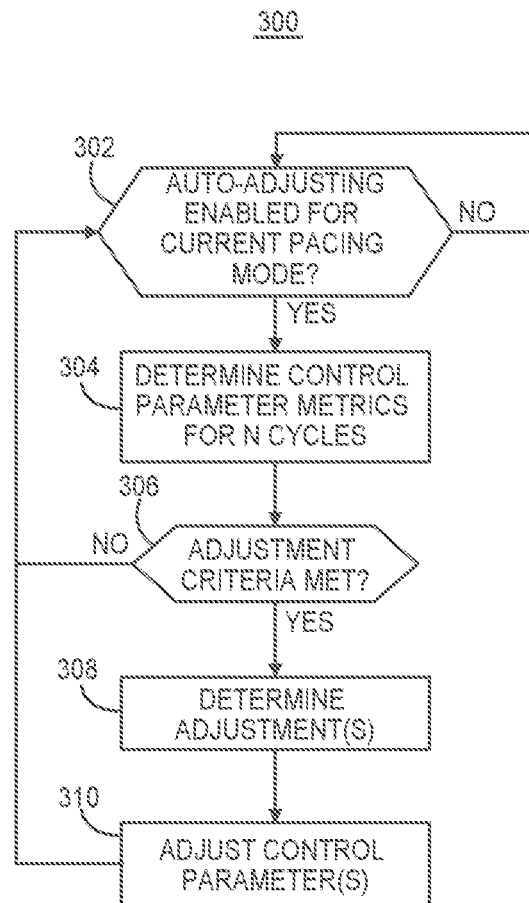 300
302
AUTO-ADJUSTING
ENABLED FOR
CURRENT PACING
MODE?
NO
YES
304
DETERMINE CONTROL
PARAMETER METRICS
FOR N CYCLES
306
NO
ADJUSTMENT
CRITERIA MET?
YES
308
DETERMINE
ADJUSTMENT(S)
310
ADJUST CONTROL
PARAMETER(S)